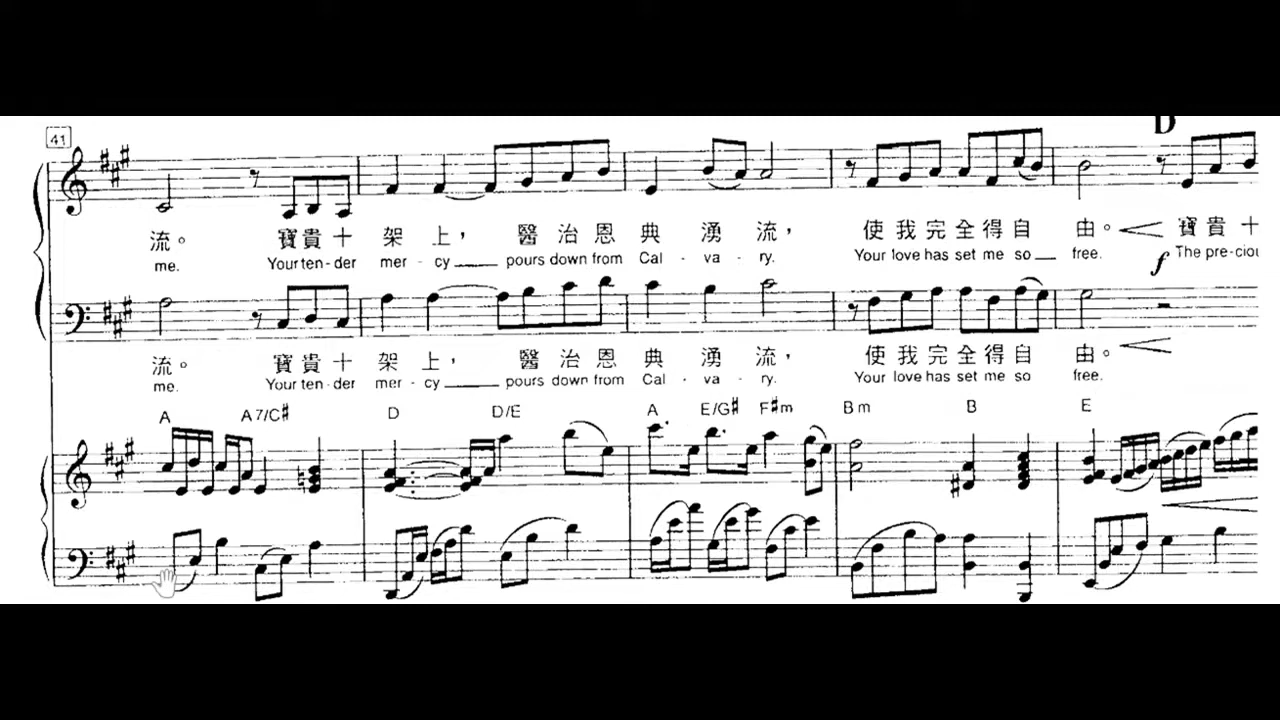 D
41
流。 寶貴十 架 上， 醫 治 恩 典 湧 流， 使我完全得自 由。 寶貴十
me. Your ten-der mer - cy ____ pours down from Cal - va - ry. Your love has set me so __ free. f The pre-ciou
流。 寶貴十 架 上， 醫 治 恩 典 湧 流， 使我完全得自 由。
me. Your ten-der mer - cy ____ pours down from Cal - va - ry. Your love has set me so free.
A A7/C♯ D D/E A E/G♯ F♯m Bm B E